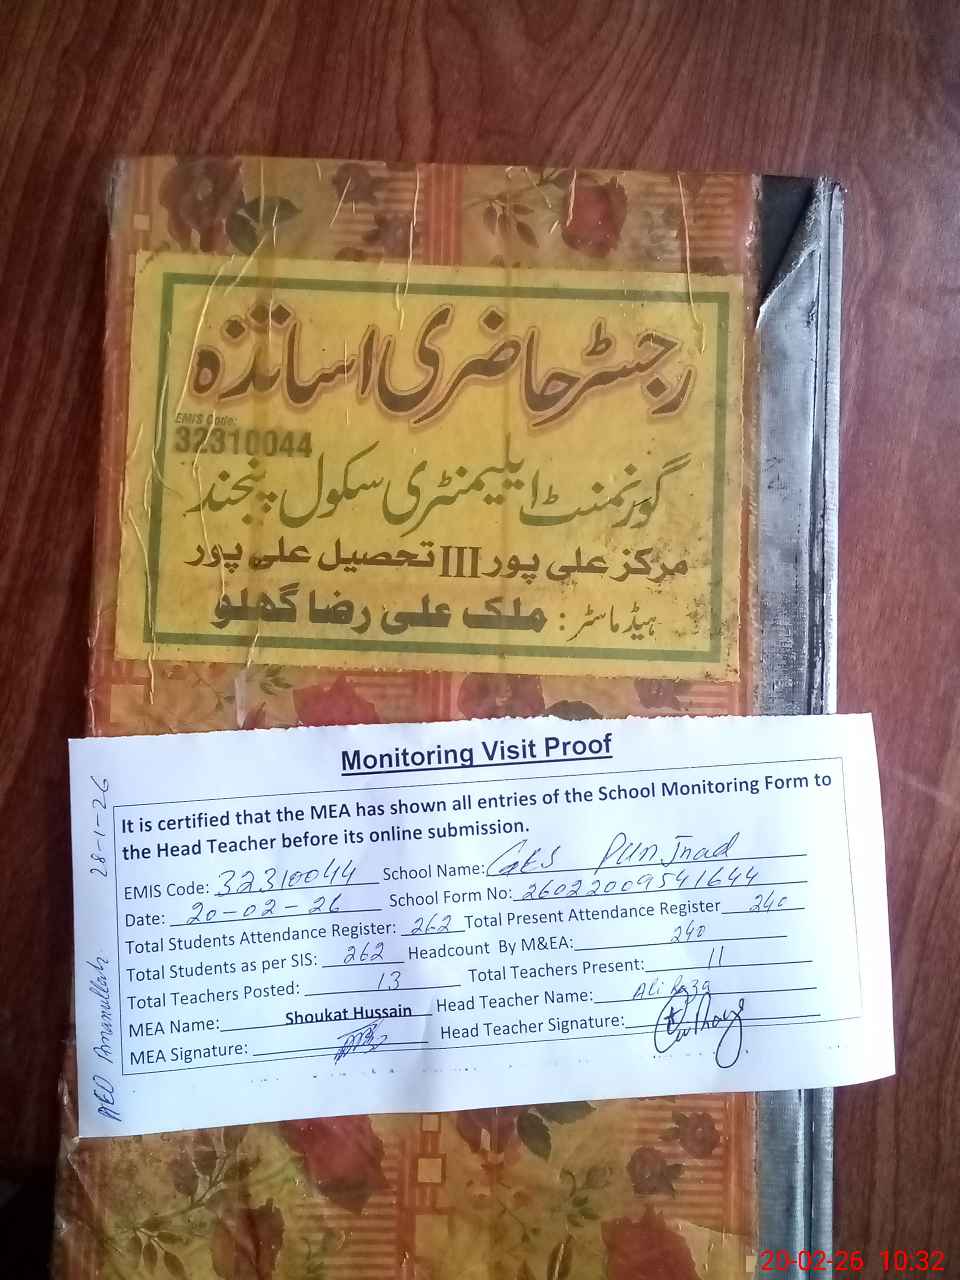 رجسٹر حاضری اساتذہ
EMIS Code:
32310044
گورنمنٹ ایلیمنٹری سکول پنجند
مرکز علی پور III تحصیل علی پور
ہیڈ ماسٹر : ملک علی رضا گھلو
Monitoring Visit Proof
It is certified that the MEA has shown all entries of the School Monitoring Form to
the Head Teacher before its online submission.
EMIS Code: 32310044 School Name: GES Punjnad
Date: 20-02-26 School Form No: 26022009541644
Total Students Attendance Register: 262 Total Present Attendance Register 240
Total Students as per SIS: 262 Headcount By M&EA: 240
Total Teachers Posted: 13 Total Teachers Present: 11
MEA Name: Shoukat Hussain Head Teacher Name: Ali Raza
MEA Signature: Head Teacher Signature:
AEO Amanullah 28-1-26
20-02-26 10:32